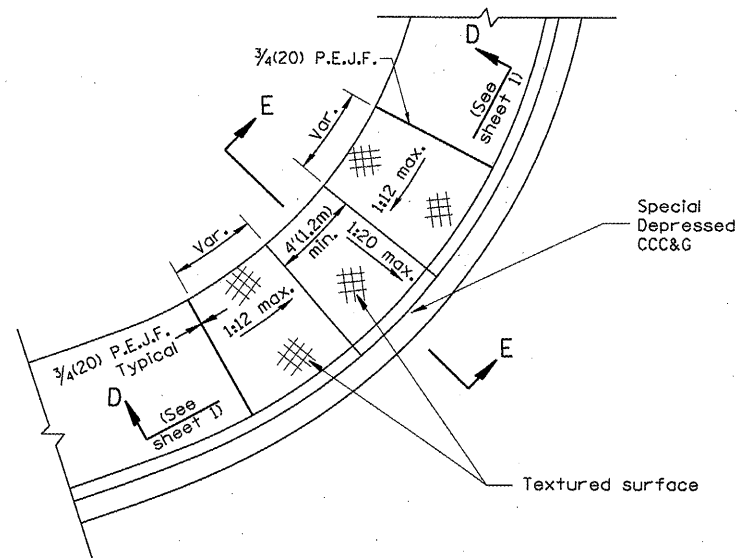 D
¾(20) P.E.J.F.
(See
sheet 1)
E
Var.
1:12 max.
Special
Depressed
CCC&G
Var.
4'(1.2m)
min.
1:20 max.
1:12 max.
¾(20) P.E.J.F.
Typical
E
D
(See
sheet 1)
Textured surface